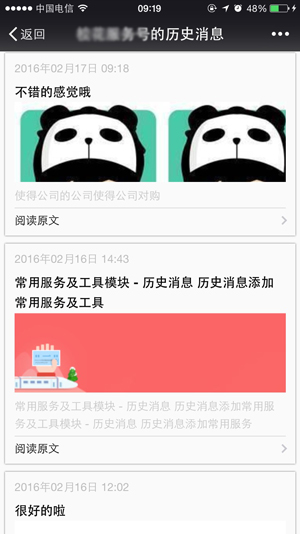 中国电信 09:19 48%
返回 的历史消息
2016年02月17日 09:18
不错的感觉哦
使得公司的公司使得公司对购
阅读原文
2016年02月16日 14:43
常用服务及工具模块 - 历史消息 历史消息添加
常用服务及工具
常用服务及工具模块 - 历史消息 历史消息添加常用服
务及工具模块 - 历史消息 历史消息添加常用服务
阅读原文
2016年02月16日 12:02
很好的啦